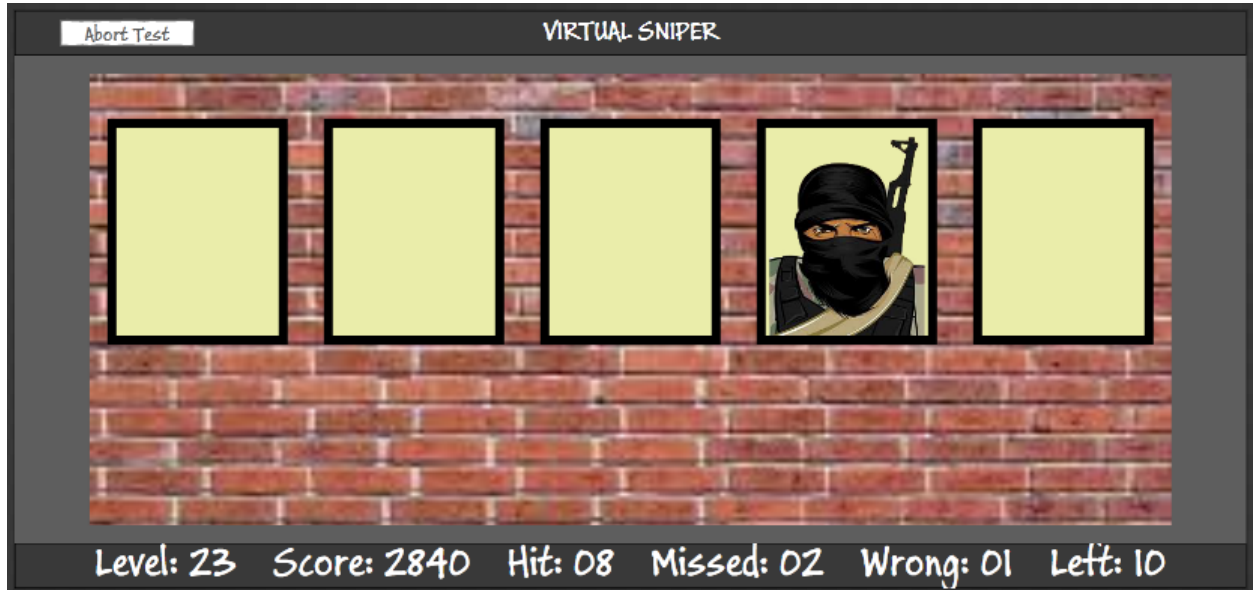 Abort Test
VIRTUAL SNIPER
Level: 23 Score: 2840 Hit: 08 Missed: 02 Wrong: 01 Left: 10